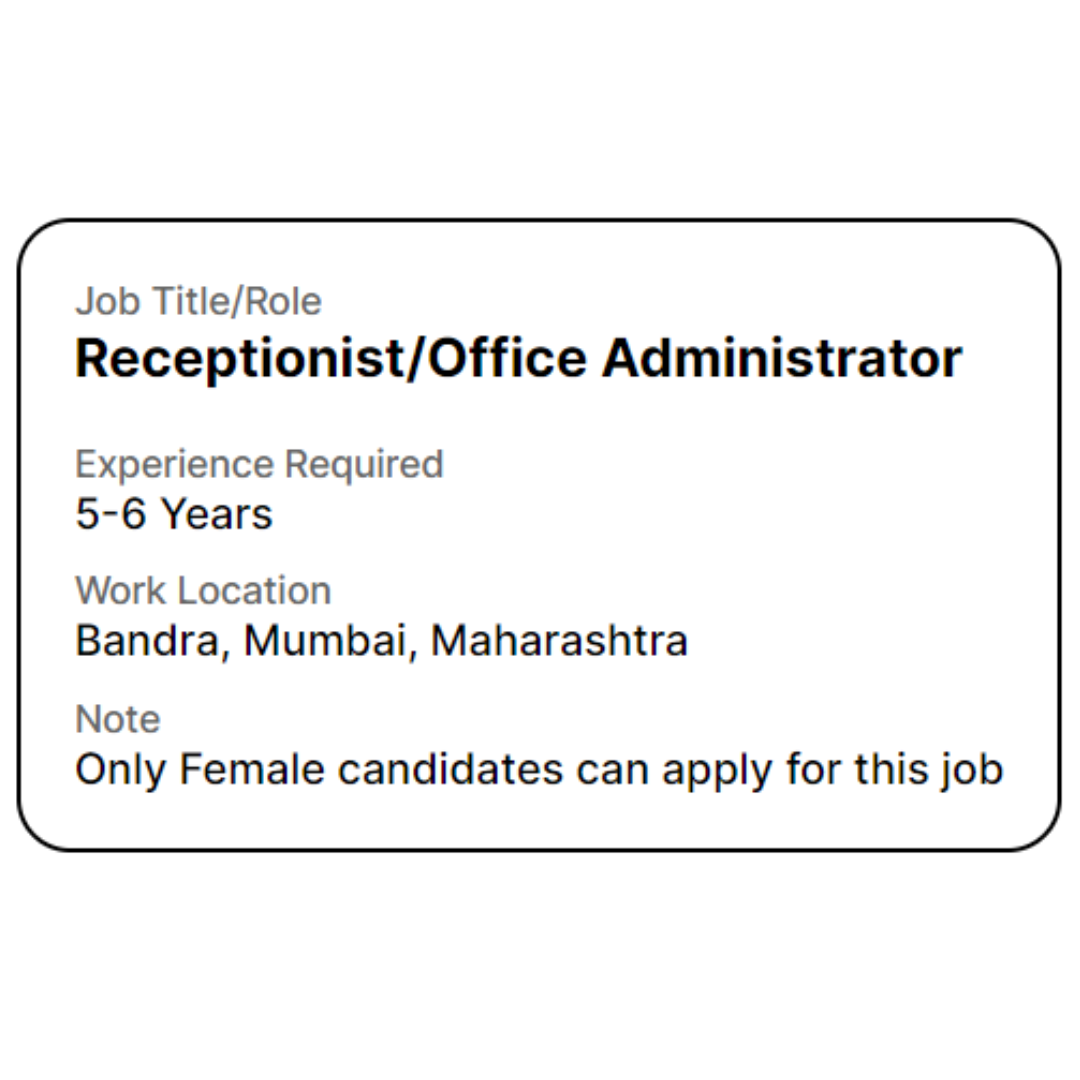 Job Title/Role
Receptionist/Office Administrator
Experience Required
5-6 Years
Work Location
Bandra, Mumbai, Maharashtra
Note
Only Female candidates can apply for this job